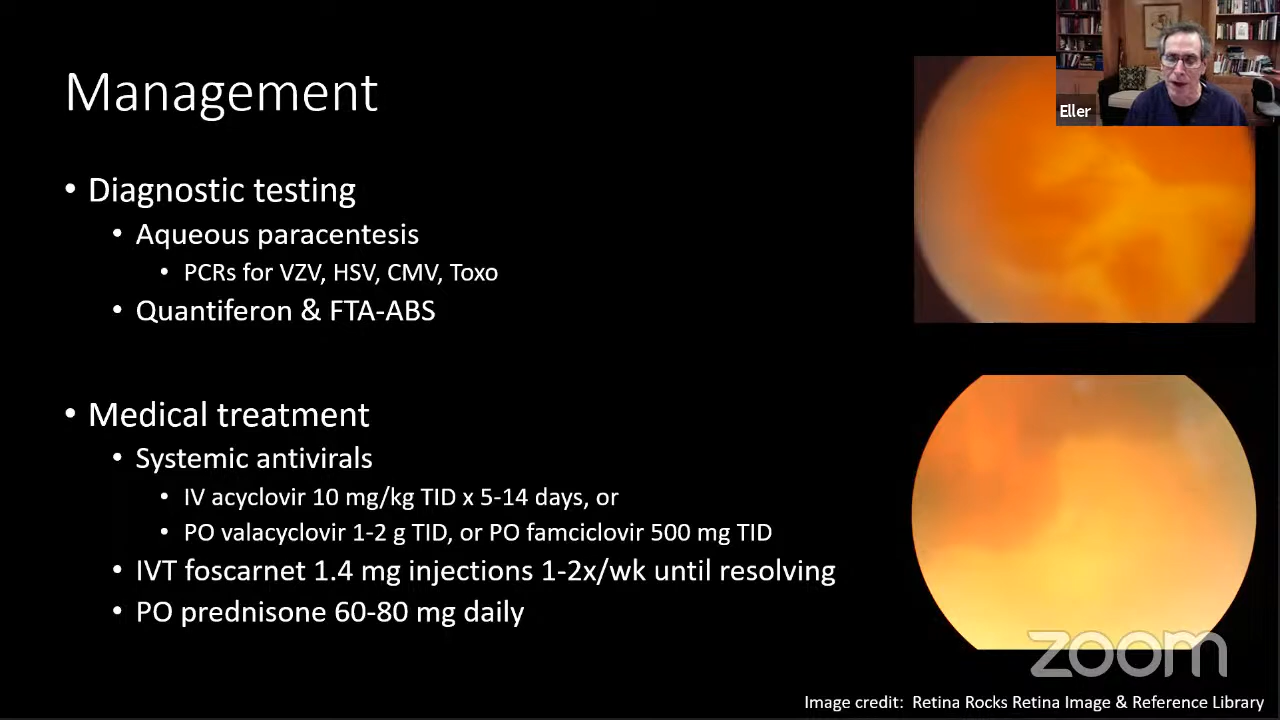 Management
Eller
• Diagnostic testing
• Aqueous paracentesis
• PCRs for VZV, HSV, CMV, Toxo
• Quantiferon & FTA-ABS
• Medical treatment
• Systemic antivirals
• IV acyclovir 10 mg/kg TID x 5-14 days, or
• PO valacyclovir 1-2 g TID, or PO famciclovir 500 mg TID
• IVT foscarnet 1.4 mg injections 1-2x/wk until resolving
• PO prednisone 60-80 mg daily
zoom
Image credit: Retina Rocks Retina Image & Reference Library